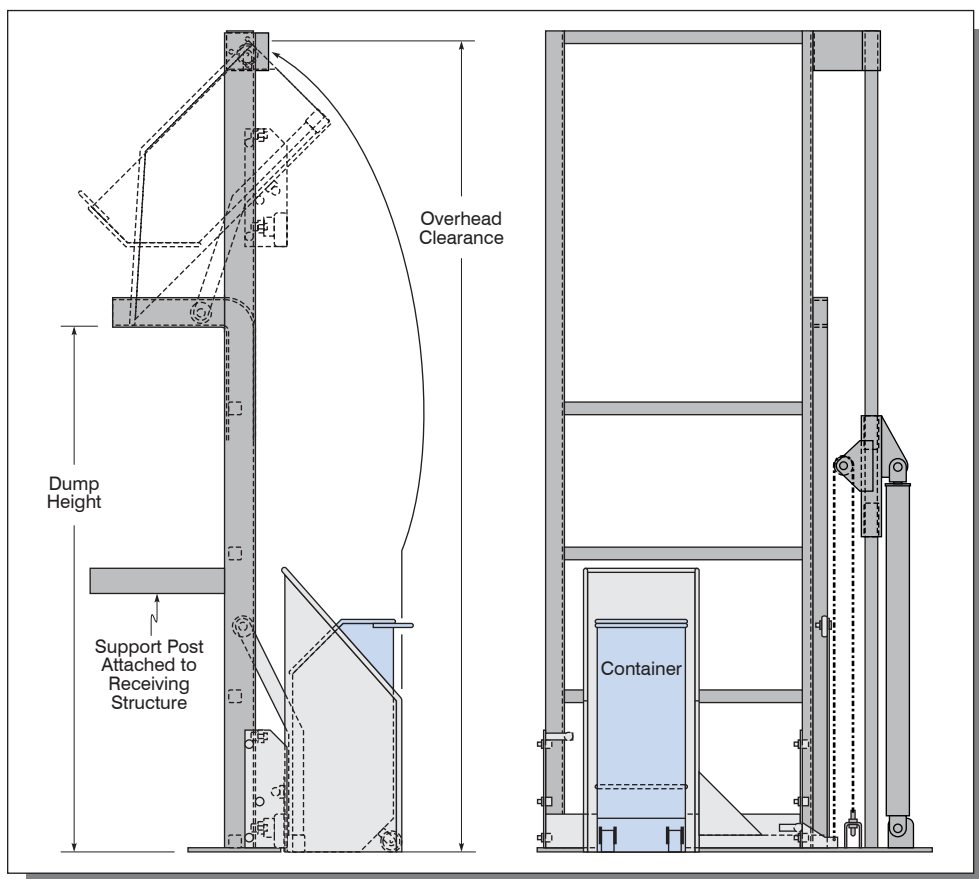 Overhead
Clearance
Dump
Height
Support Post
Attached to
Receiving
Structure
Container